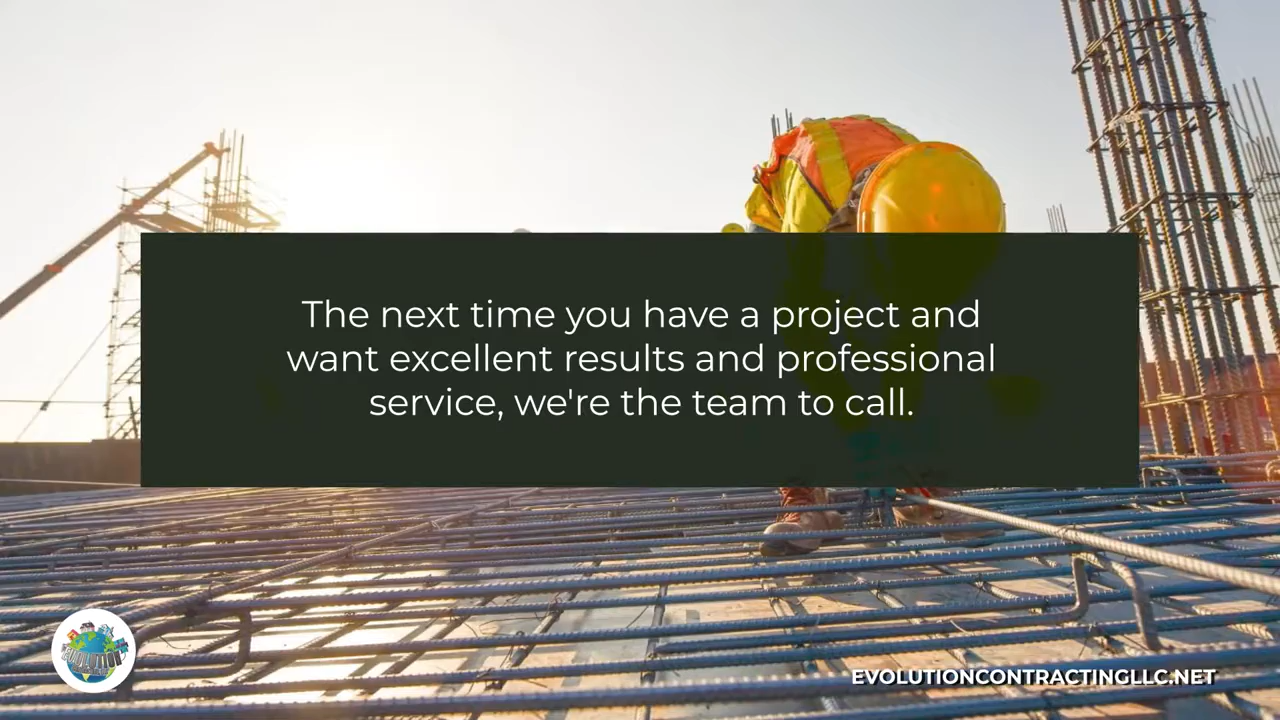 The next time you have a project and
want excellent results and professional
service, we're the team to call.
EVOLUTION
EVOLUTIONCONTRACTINGLLC.NET